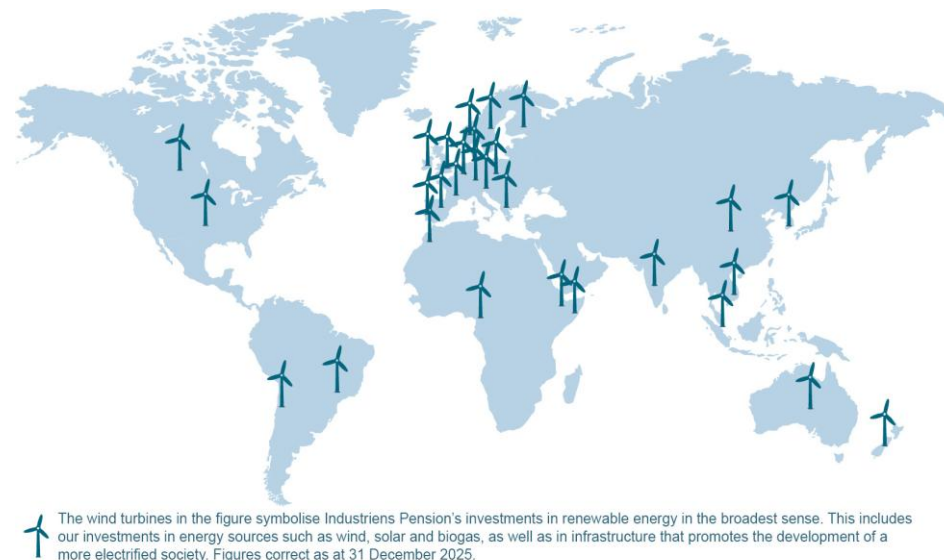 The wind turbines in the figure symbolise Industriens Pension's investments in renewable energy in the broadest sense. This includes
our investments in energy sources such as wind, solar and biogas, as well as in infrastructure that promotes the development of a
more electrified society. Figures correct as at 31 December 2025.